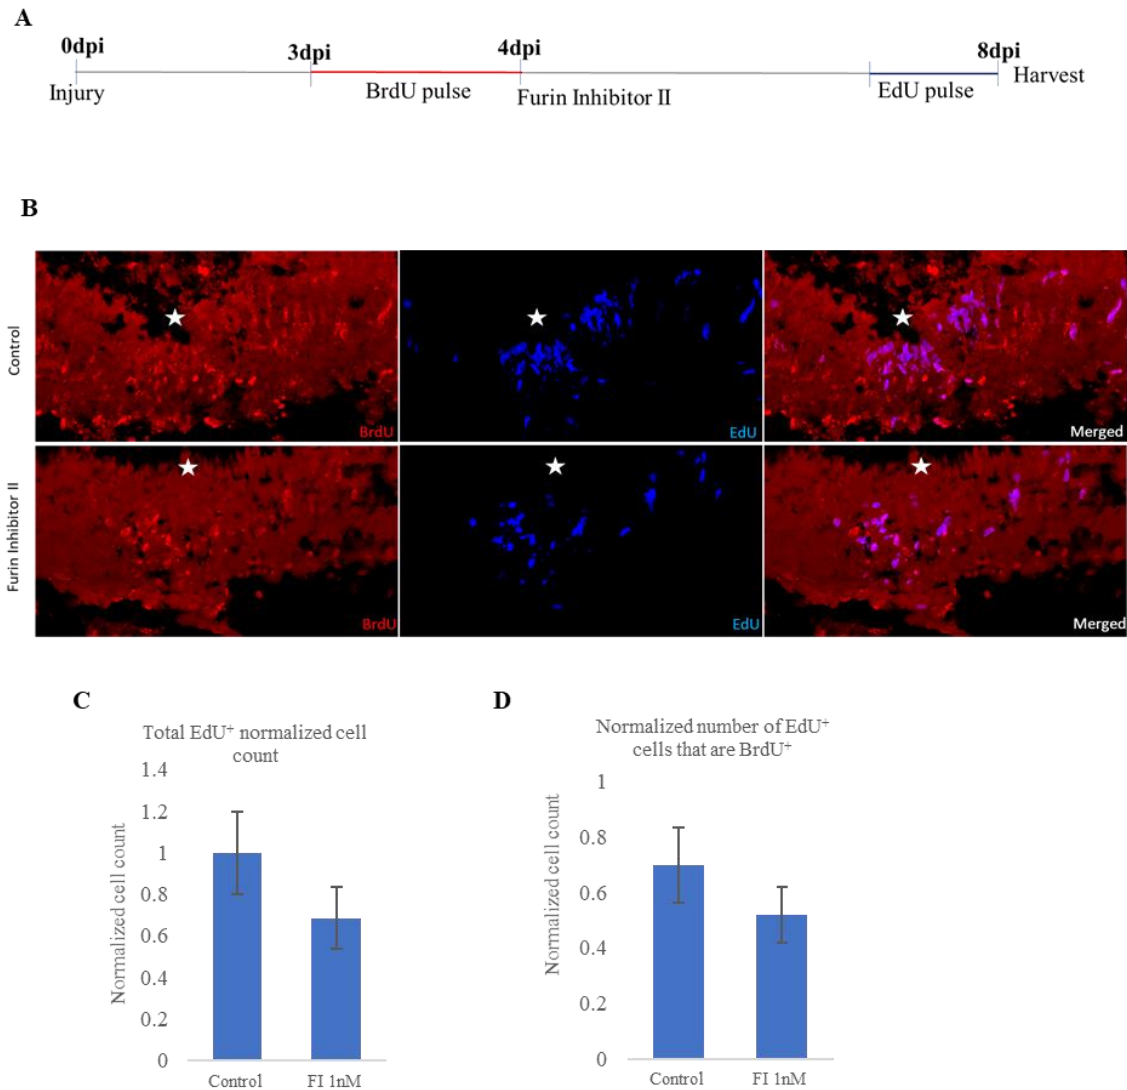 A
0dpi
3dpi
4dpi
8dpi
Injury
BrdU pulse
Furin Inhibitor II
EdU pulse
Harvest
B
Control
BrdU
EdU
Merged
Furin Inhibitor II
BrdU
EdU
Merged
C
Total EdU⁺ normalized cell
count
Normalized cell count
1.4
1.2
1
0.8
0.6
0.4
0.2
0
Control
FI 1nM
D
Normalized number of EdU⁺
cells that are BrdU⁺
Normalized cell count
1
0.8
0.6
0.4
0.2
0
Control
FI 1nM